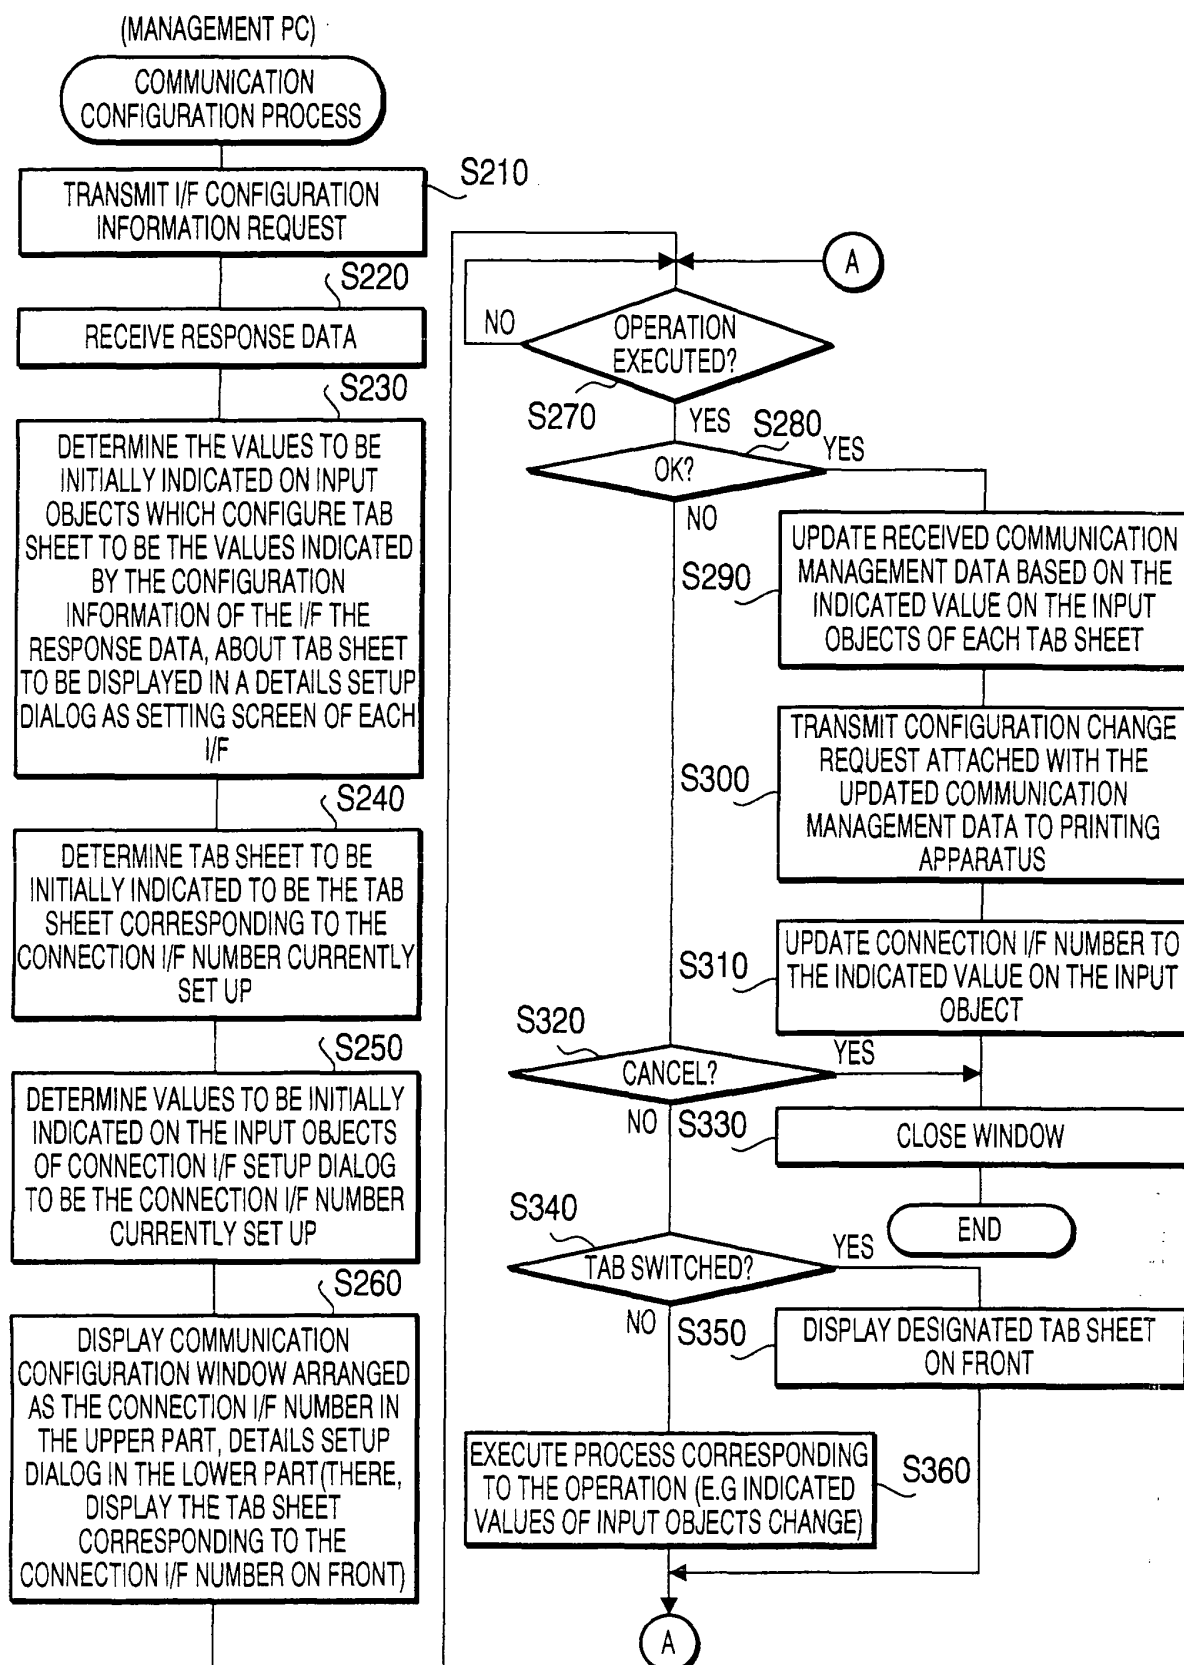 (MANAGEMENT PC)
COMMUNICATION
CONFIGURATION PROCESS
S210
TRANSMIT I/F CONFIGURATION
INFORMATION REQUEST
S220
RECEIVE RESPONSE DATA
S230
DETERMINE THE VALUES TO BE
INITIALLY INDICATED ON INPUT
OBJECTS WHICH CONFIGURE TAB
SHEET TO BE THE VALUES INDICATED
BY THE CONFIGURATION
INFORMATION OF THE I/F THE
RESPONSE DATA, ABOUT TAB SHEET
TO BE DISPLAYED IN A DETAILS SETUP
DIALOG AS SETTING SCREEN OF EACH
I/F
S240
DETERMINE TAB SHEET TO BE
INITIALLY INDICATED TO BE THE TAB
SHEET CORRESPONDING TO THE
CONNECTION I/F NUMBER CURRENTLY
SET UP
S250
DETERMINE VALUES TO BE INITIALLY
INDICATED ON THE INPUT OBJECTS
OF CONNECTION I/F SETUP DIALOG
TO BE THE CONNECTION I/F NUMBER
CURRENTLY SET UP
S260
DISPLAY COMMUNICATION
CONFIGURATION WINDOW ARRANGED
AS THE CONNECTION I/F NUMBER IN
THE UPPER PART, DETAILS SETUP
DIALOG IN THE LOWER PART(THERE,
DISPLAY THE TAB SHEET
CORRESPONDING TO THE
CONNECTION I/F NUMBER ON FRONT)
A
NO
OPERATION
EXECUTED?
S270
YES
S280
OK?
YES
NO
S290
UPDATE RECEIVED COMMUNICATION
MANAGEMENT DATA BASED ON THE
INDICATED VALUE ON THE INPUT
OBJECTS OF EACH TAB SHEET
S300
TRANSMIT CONFIGURATION CHANGE
REQUEST ATTACHED WITH THE
UPDATED COMMUNICATION
MANAGEMENT DATA TO PRINTING
APPARATUS
S310
UPDATE CONNECTION I/F NUMBER TO
THE INDICATED VALUE ON THE INPUT
OBJECT
S320
CANCEL?
YES
NO
S330
CLOSE WINDOW
END
S340
TAB SWITCHED?
YES
NO
S350
DISPLAY DESIGNATED TAB SHEET
ON FRONT
EXECUTE PROCESS CORRESPONDING
TO THE OPERATION (E.G INDICATED
VALUES OF INPUT OBJECTS CHANGE)
S360
A